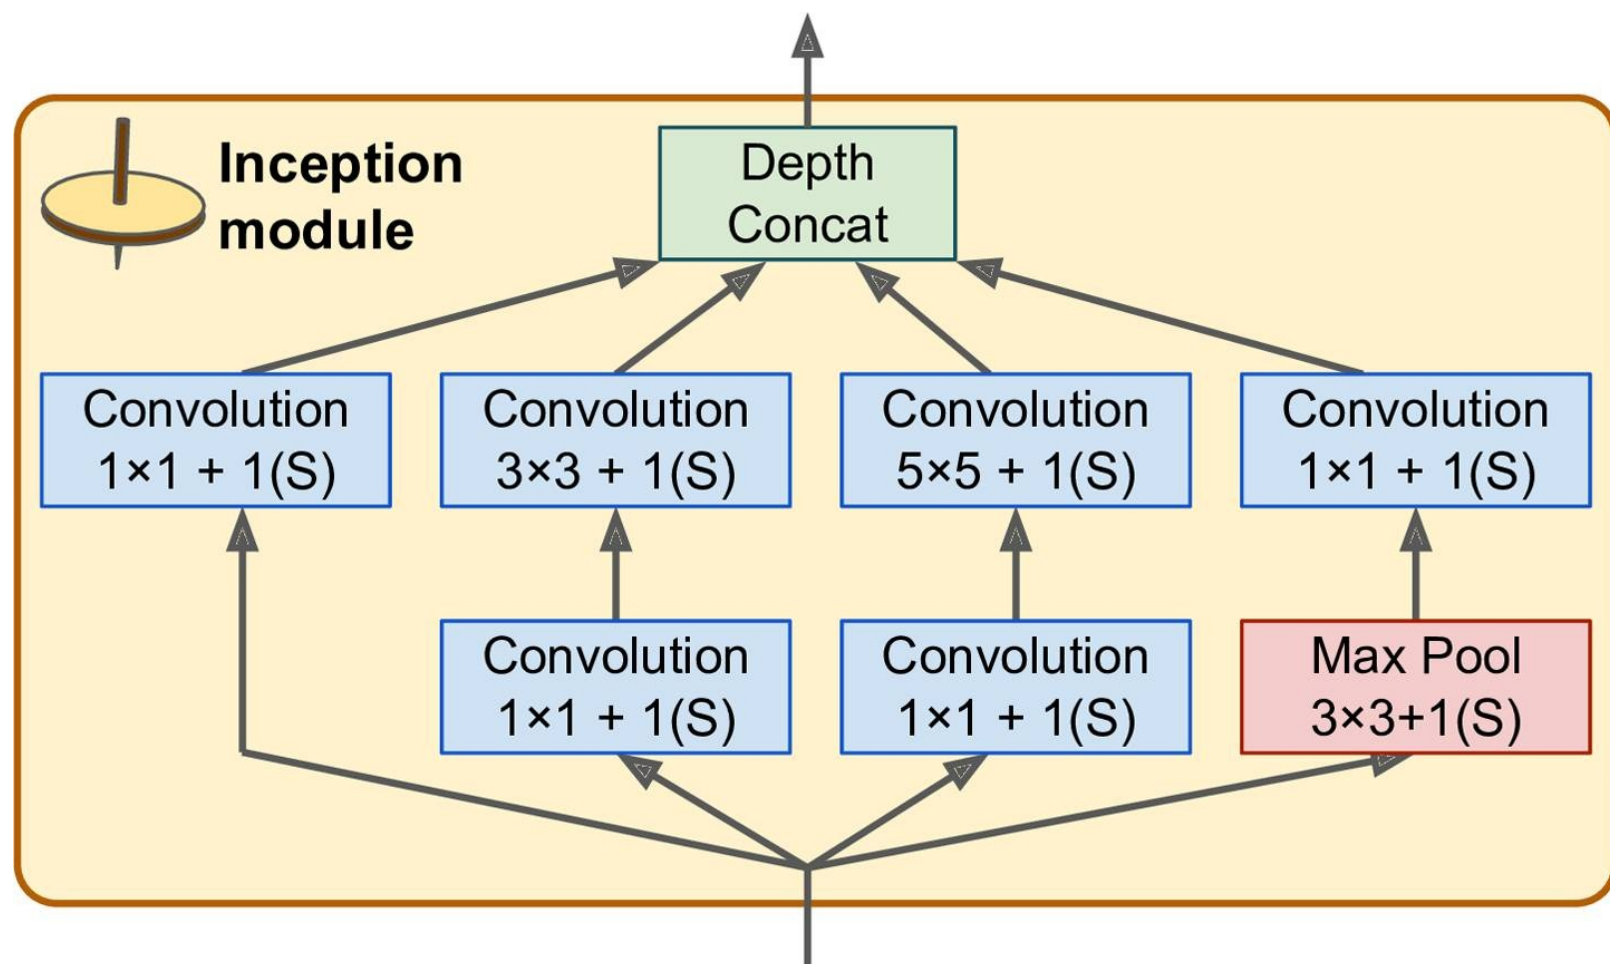 Inception
module
Depth
Concat
Convolution
1×1 + 1(S)
Convolution
3×3 + 1(S)
Convolution
5×5 + 1(S)
Convolution
1×1 + 1(S)
Convolution
1×1 + 1(S)
Convolution
1×1 + 1(S)
Max Pool
3×3+1(S)